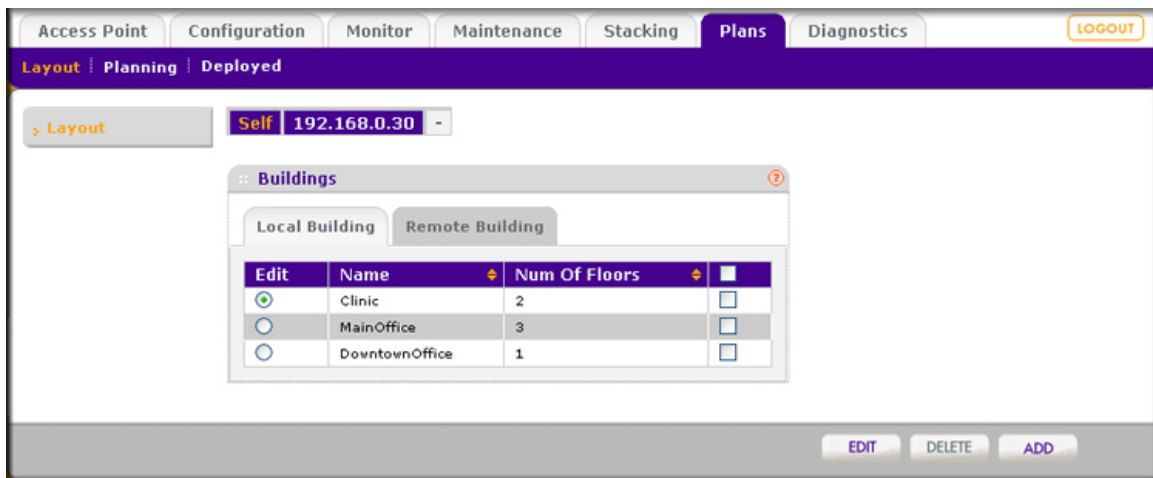 Access Point Configuration Monitor Maintenance Stacking Plans Diagnostics LOGOUT
Layout Planning Deployed
Layout
Self 192.168.0.30 -
Buildings ?
Local Building Remote Building
Edit Name Num Of Floors
Clinic 2
MainOffice 3
DowntownOffice 1
EDIT DELETE ADD